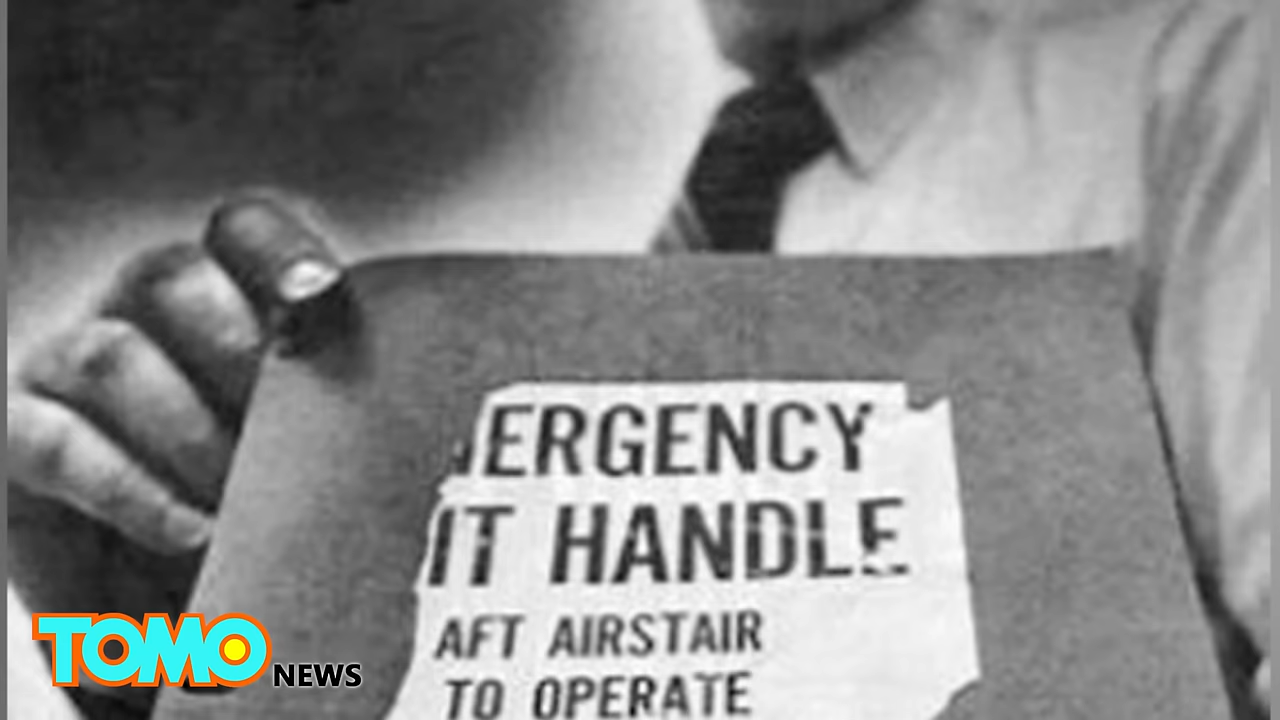 ERGENCY
IT HANDLE
AFT AIRSTAIR
TO OPERATE
TOMO NEWS